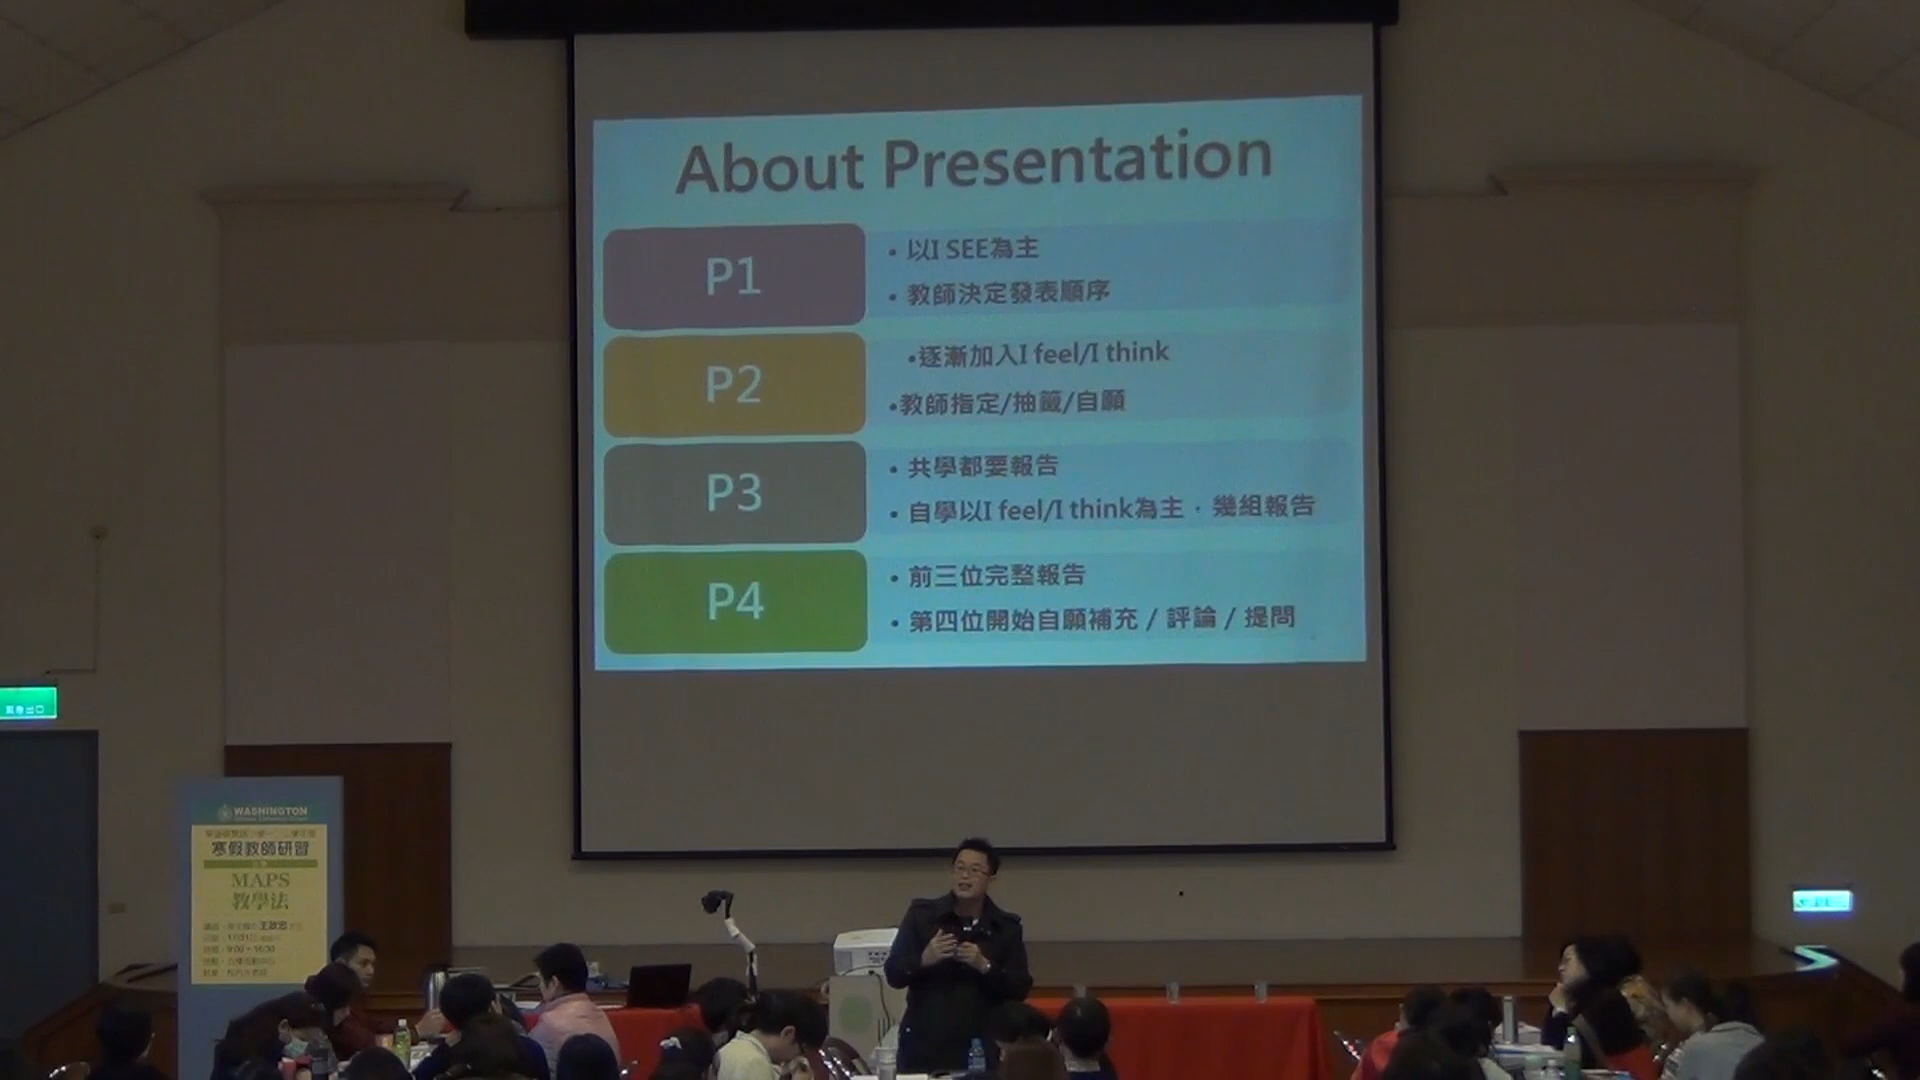 About Presentation
P1
• 以I SEE為主
• 教師決定發表順序
P2
•逐漸加入I feel/I think
•教師指定/抽籤/自願
P3
• 共學都要報告
• 自學以I feel/I think為主，幾組報告
P4
• 前三位完整報告
• 第四位開始自願補充 / 評論 / 提問
WASHINGTON
寒假教師研習
MAPS
教學法